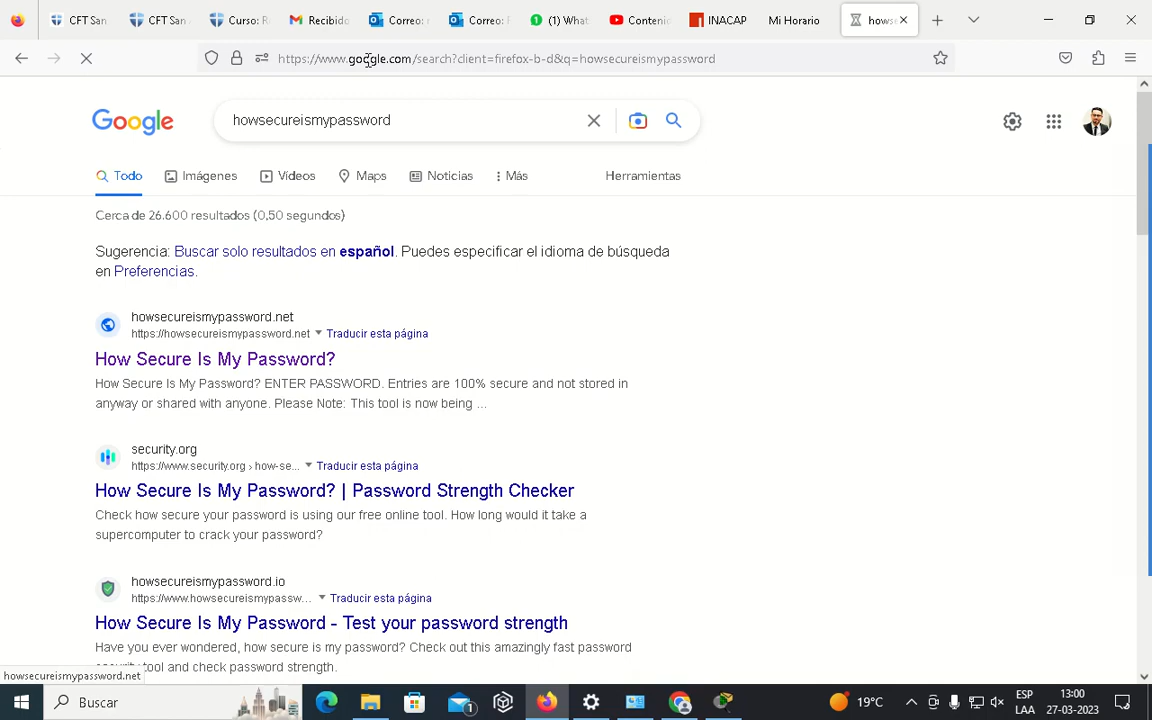 CFT San
CFT San
Curso: R
Recibido
Correo:
Correo:
(1) What
Conteni
INACAP
Mi Horario
howse
https://www.google.com/search?client=firefox-b-d&q=howsecureismypassword
Google
howsecureismypassword
Todo
Imágenes
Vídeos
Maps
Noticias
Más
Herramientas
Cerca de 26.600 resultados (0,50 segundos)
Sugerencia: Buscar solo resultados en español. Puedes especificar el idioma de búsqueda
en Preferencias.
howsecureismypassword.net
https://howsecureismypassword.net Traducir esta página
How Secure Is My Password?
How Secure Is My Password? ENTER PASSWORD. Entries are 100% secure and not stored in
anyway or shared with anyone. Please Note: This tool is now being ...
security.org
https://www.security.org › how-se... Traducir esta página
How Secure Is My Password? | Password Strength Checker
Check how secure your password is using our free online tool. How long would it take a
supercomputer to crack your password?
howsecureismypassword.io
https://www.howsecureismypassw... Traducir esta página
How Secure Is My Password - Test your password strength
Have you ever wondered, how secure is my password? Check out this amazingly fast password
tool and check password strength.
howsecureismypassword.net
Buscar
1
19°C
ESP
LAA
13:00
27-03-2023